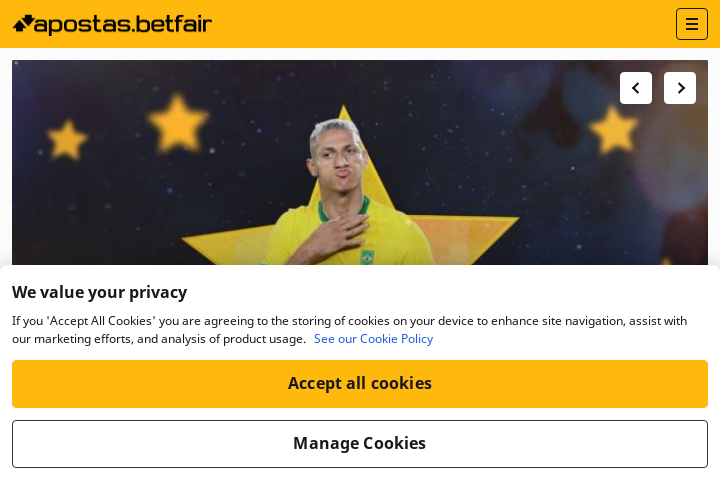 apostas.betfair
We value your privacy
If you 'Accept All Cookies' you are agreeing to the storing of cookies on your device to enhance site navigation, assist with
our marketing efforts, and analysis of product usage. See our Cookie Policy
Accept all cookies
Manage Cookies